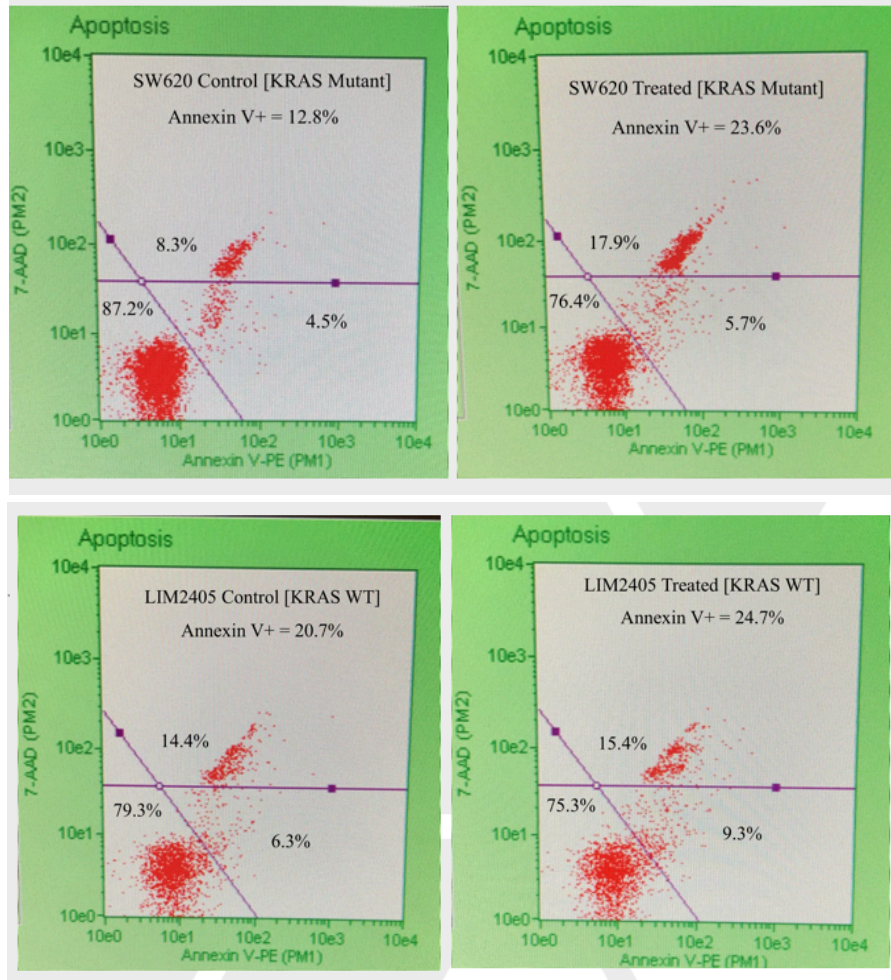 Apoptosis
10e4
SW620 Control [KRAS Mutant]
Annexin V+ = 12.8%
10e3
7-AAD (PM2)
10e2
8.3%
87.2%
4.5%
10e1
10e0
10e0 10e1 10e2 10e3 10e4
Annexin V-PE (PM1)
Apoptosis
10e4
SW620 Treated [KRAS Mutant]
Annexin V+ = 23.6%
10e3
7-AAD (PM2)
10e2
17.9%
76.4%
5.7%
10e1
10e0
10e0 10e1 10e2 10e3 10e4
Annexin V-PE (PM1)
Apoptosis
10e4
LIM2405 Control [KRAS WT]
Annexin V+ = 20.7%
10e3
7-AAD (PM2)
10e2
14.4%
79.3%
6.3%
10e1
10e0
10e0 10e1 10e2 10e3 10e4
Annexin V-PE (PM1)
Apoptosis
10e4
LIM2405 Treated [KRAS WT]
Annexin V+ = 24.7%
10e3
7-AAD (PM2)
10e2
15.4%
75.3%
9.3%
10e1
10e0
10e0 10e1 10e2 10e3 10e4
Annexin V-PE (PM1)